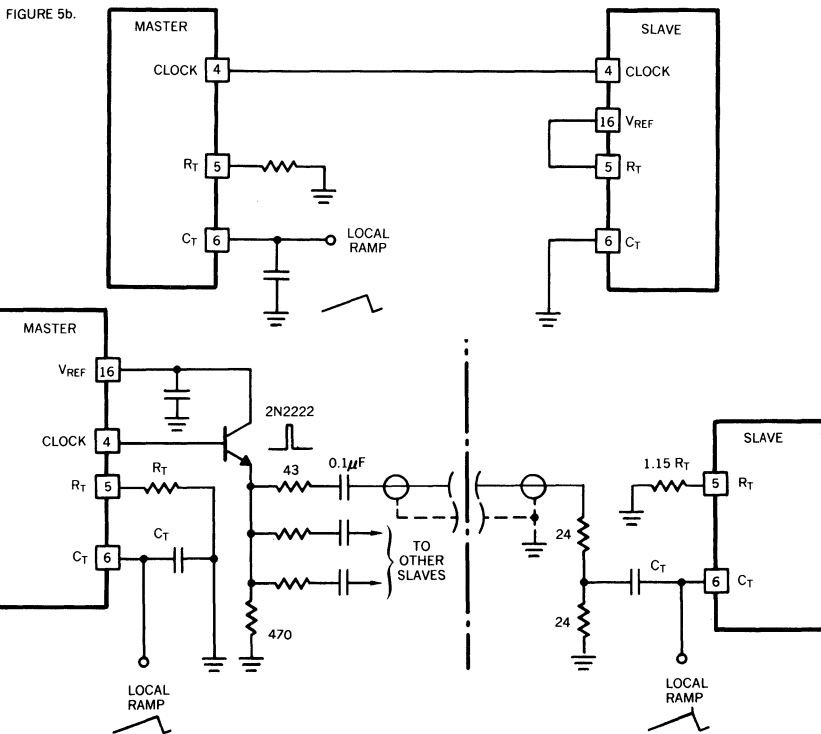 FIGURE 5b.
MASTER
SLAVE
CLOCK 4
4 CLOCK
16 VREF
RT 5
5 RT
CT 6
6 CT
LOCAL
RAMP
MASTER
VREF 16
2N2222
CLOCK 4
SLAVE
RT 5
RT
43
0.1μF
1.15 RT
5 RT
CT 6
CT
TO
OTHER
SLAVES
24
CT
6 CT
470
24
LOCAL
RAMP
LOCAL
RAMP